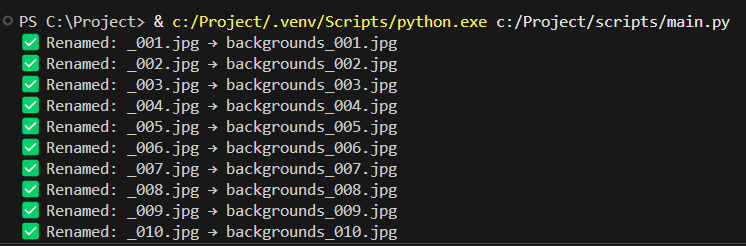 PS C:\Project> & c:/Project/.venv/Scripts/python.exe c:/Project/scripts/main.py
✅ Renamed: _001.jpg → backgrounds_001.jpg
✅ Renamed: _002.jpg → backgrounds_002.jpg
✅ Renamed: _003.jpg → backgrounds_003.jpg
✅ Renamed: _004.jpg → backgrounds_004.jpg
✅ Renamed: _005.jpg → backgrounds_005.jpg
✅ Renamed: _006.jpg → backgrounds_006.jpg
✅ Renamed: _007.jpg → backgrounds_007.jpg
✅ Renamed: _008.jpg → backgrounds_008.jpg
✅ Renamed: _009.jpg → backgrounds_009.jpg
✅ Renamed: _010.jpg → backgrounds_010.jpg